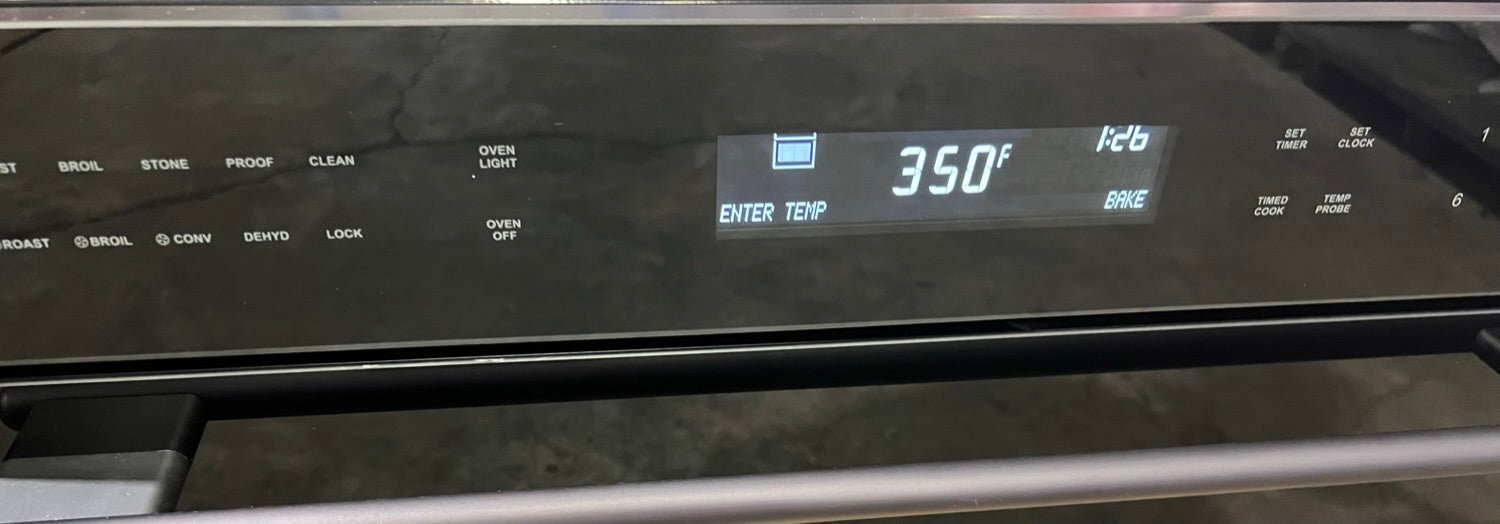 ST
BROIL
STONE
PROOF
CLEAN
OVEN
LIGHT
ROAST
BROIL
CONV
DEHYD
LOCK
OVEN
OFF
350°F
1:26
ENTER TEMP
BAKE
SET
TIMER
SET
CLOCK
1
TIMED
COOK
TEMP
PROBE
6